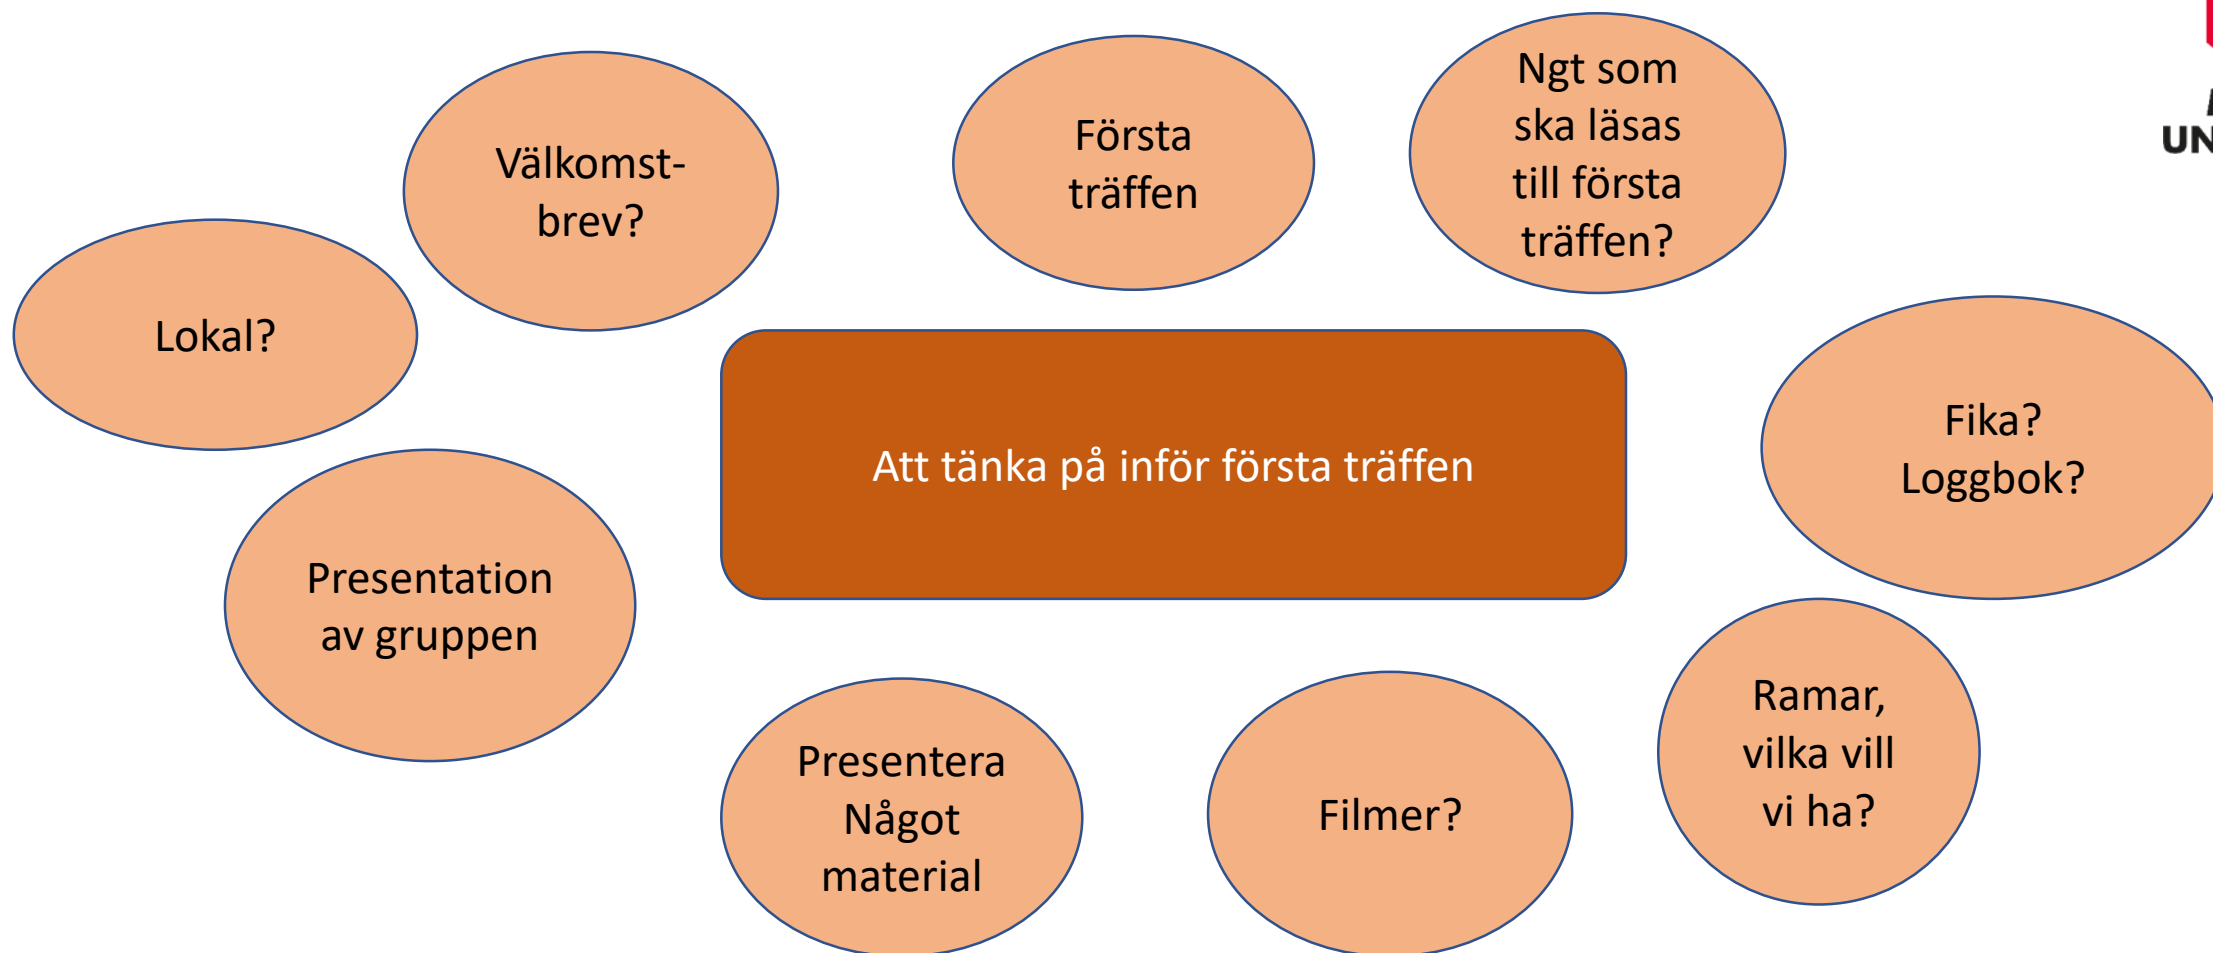 Välkomst-
brev?
Första
träffen
Ngt som
ska läsas
till första
träffen?
Lokal?
Att tänka på inför första träffen
Fika?
Loggbok?
Presentation
av gruppen
Presentera
Något
material
Filmer?
Ramar,
vilka vill
vi ha?